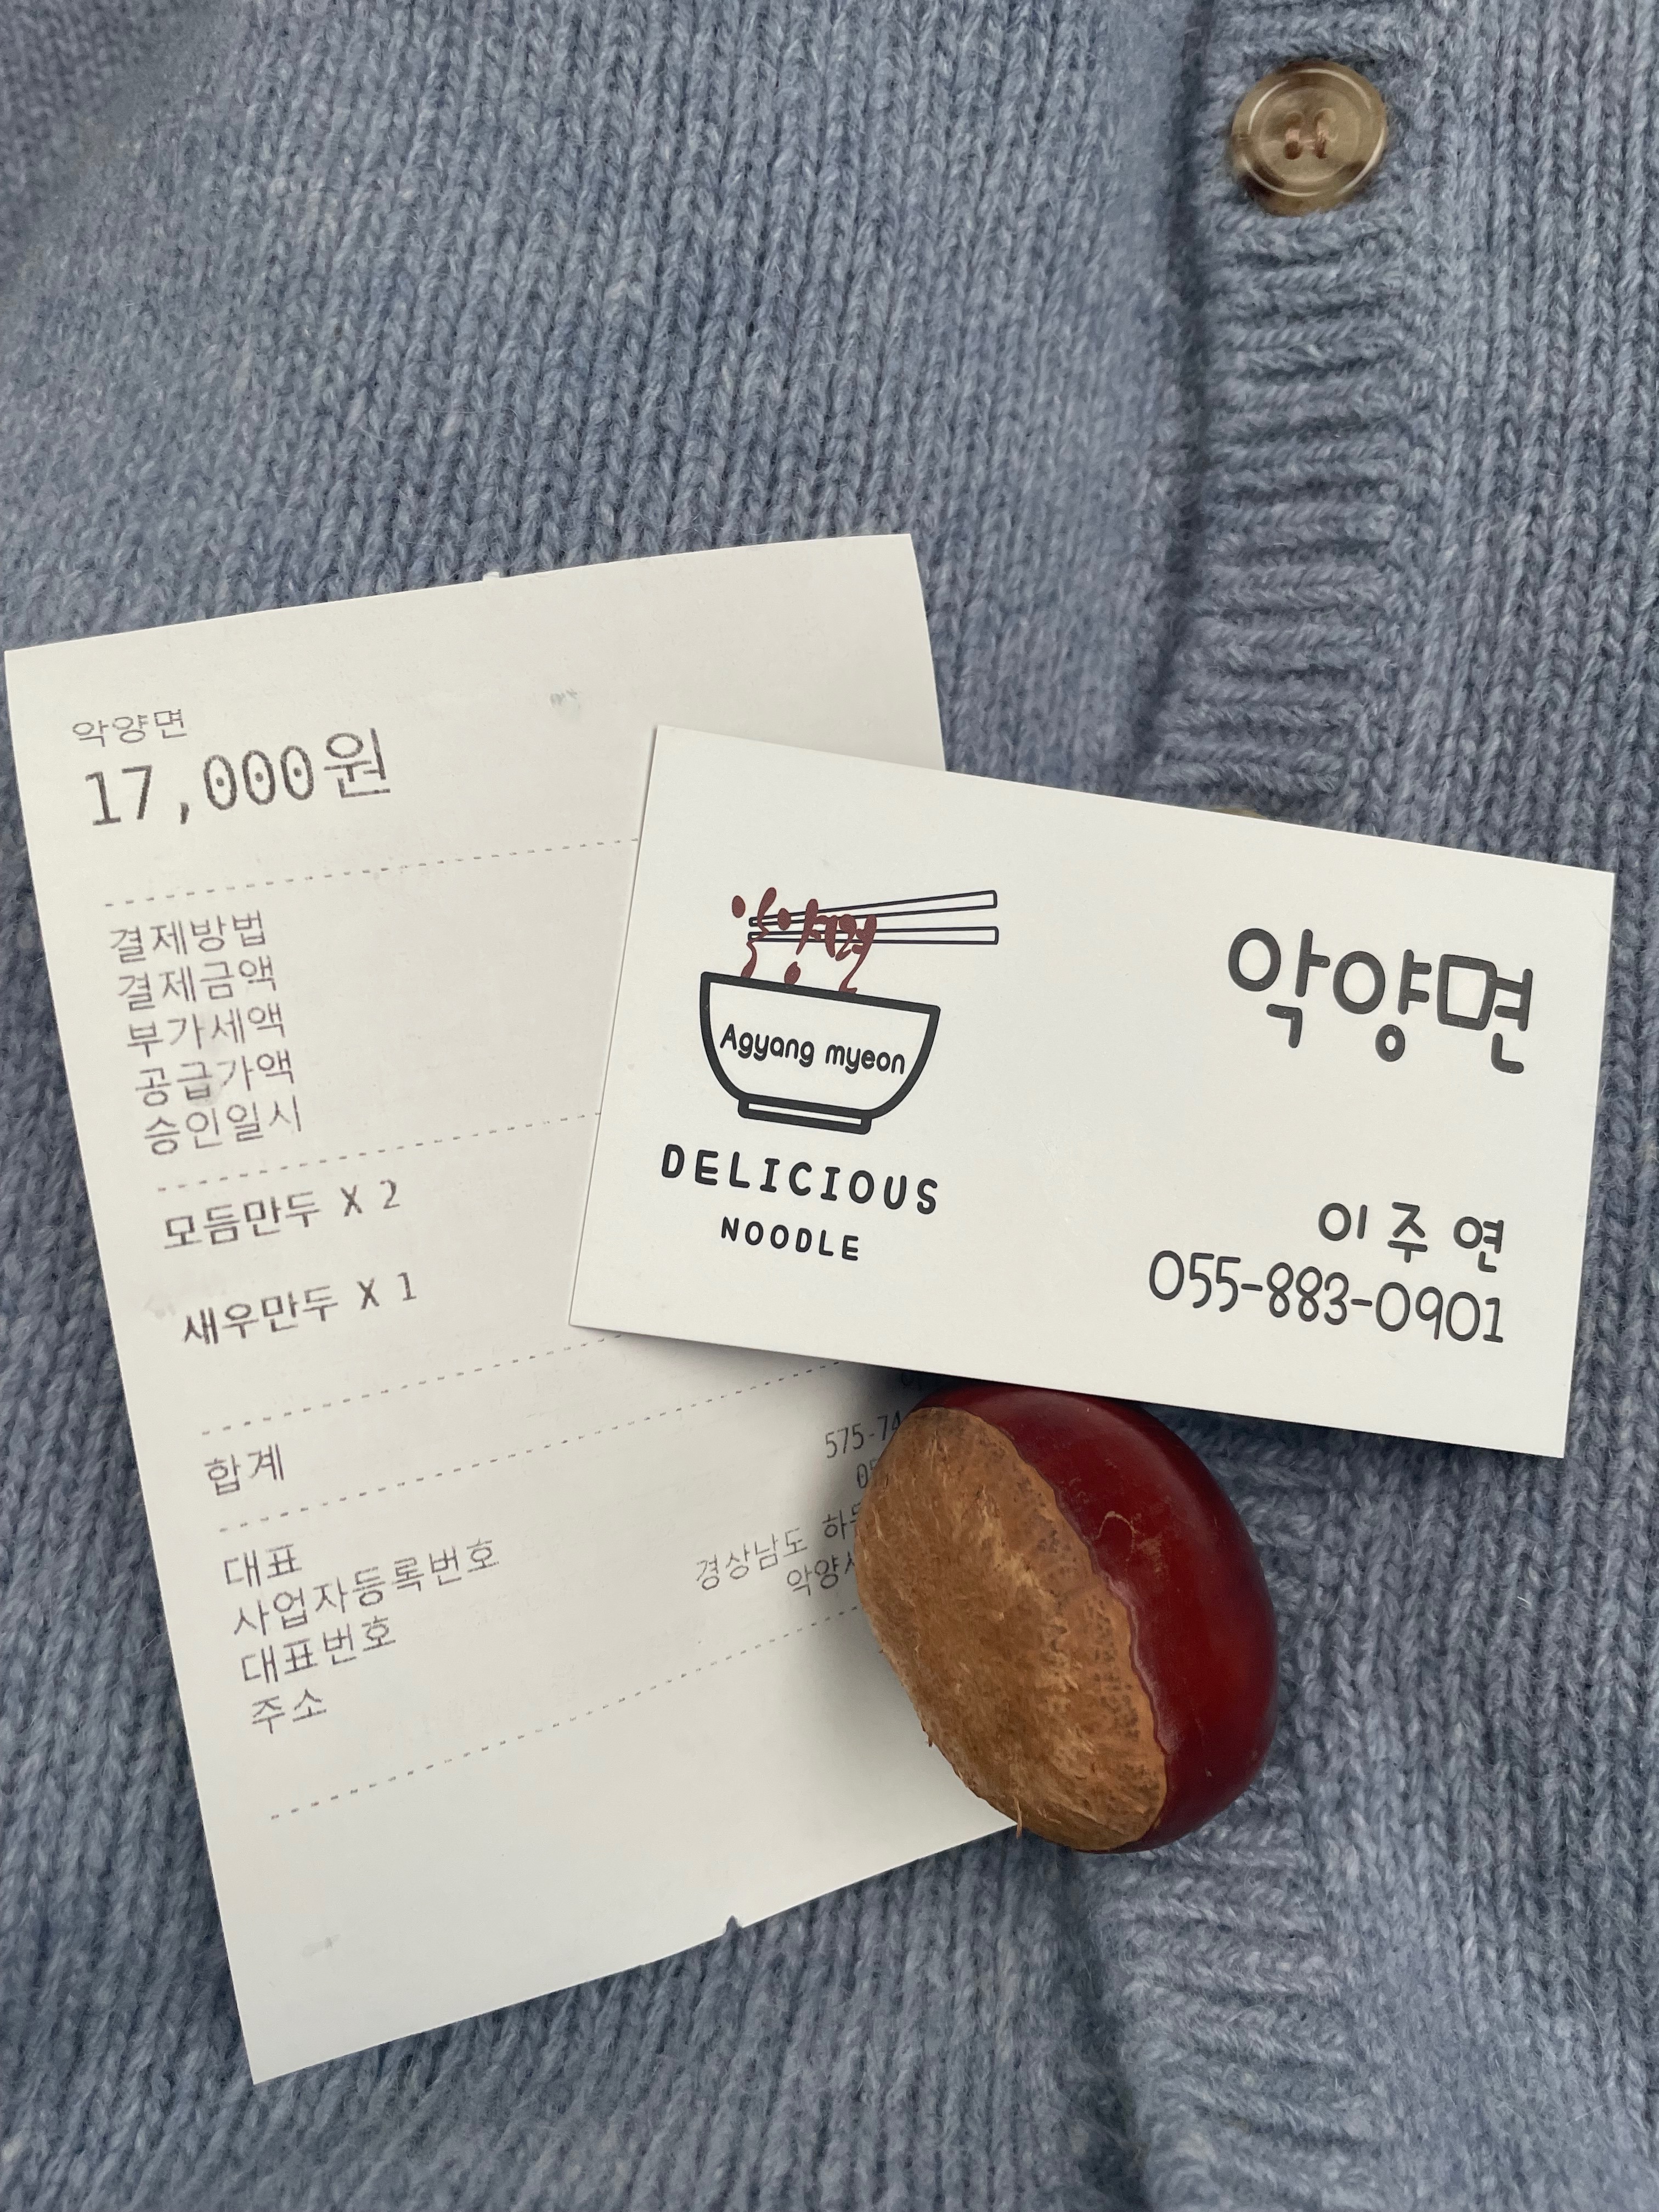 악양면
17,000원
결제방법
결제금액
부가세액
공급가액
승인일시
모듬만두 X 2
새우만두 X 1
합계
대표
사업자등록번호
대표번호
주소
575-74
경상남도
악양면
Agyang myeon
DELICIOUS
NOODLE
악양면
이주연
055-883-0901